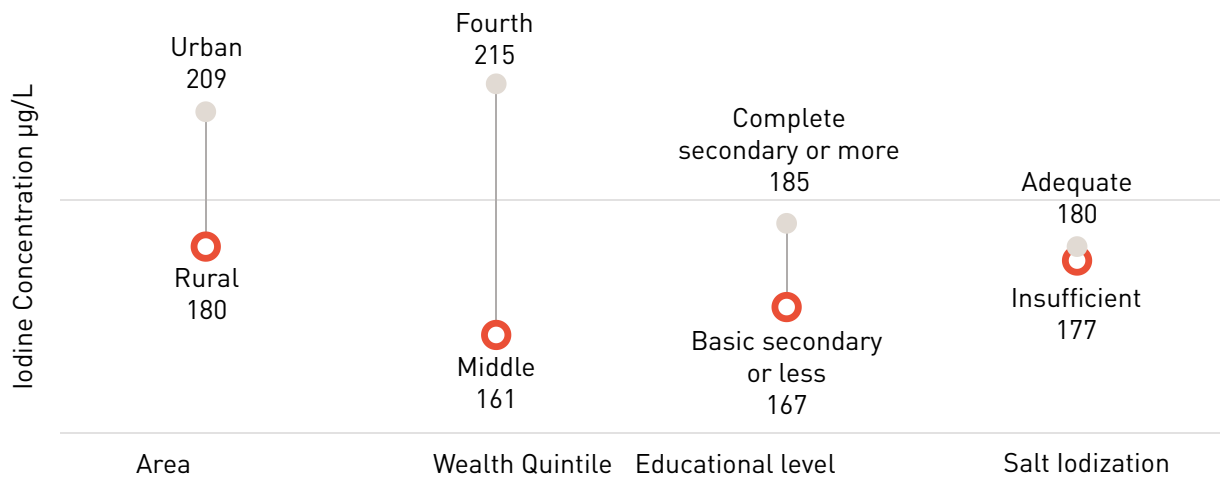 Iodine Concentration µg/L
Urban
209
Rural
180
Fourth
215
Middle
161
Complete
secondary or more
185
Basic secondary
or less
167
Adequate
180
Insufficient
177
Area
Wealth Quintile
Educational level
Salt Iodization